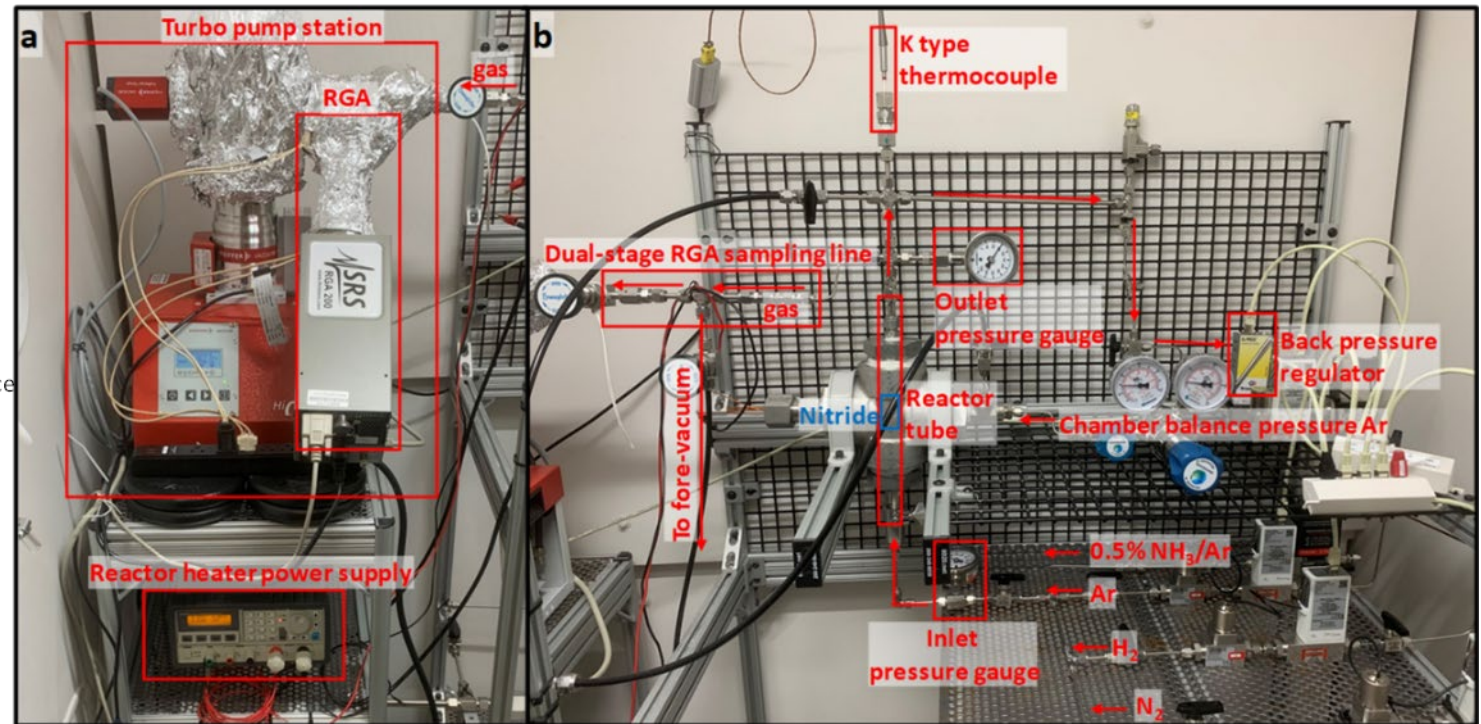 a
Turbo pump station
gas
RGA
SRS
RGA 200
Hi
Reactor heater power supply
ce
b
K type
thermocouple
Dual-stage RGA sampling line
gas
Outlet
pressure gauge
Back pressure
regulator
Nitride
Reactor
tube
Chamber balance pressure Ar
To fore-vacuum
0.5% NH₃/Ar
Ar
Inlet
pressure gauge
H₂
N₂